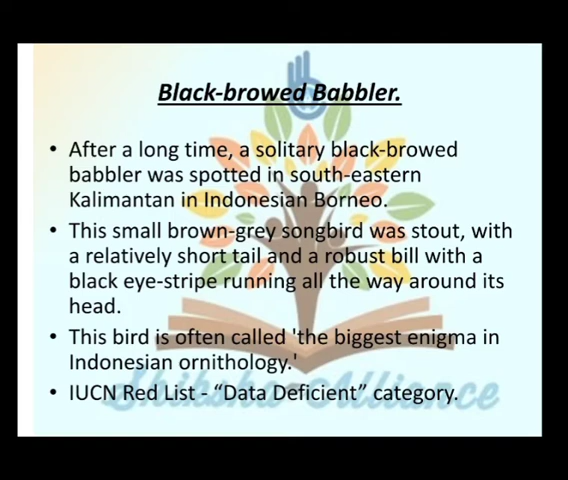 Black-browed Babbler.
• After a long time, a solitary black-browed
babbler was spotted in south-eastern
Kalimantan in Indonesian Borneo.
• This small brown-grey songbird was stout, with
a relatively short tail and a robust bill with a
black eye-stripe running all the way around its
head.
• This bird is often called 'the biggest enigma in
Indonesian ornithology.'
• IUCN Red List - “Data Deficient” category.
Shiksha Alliance